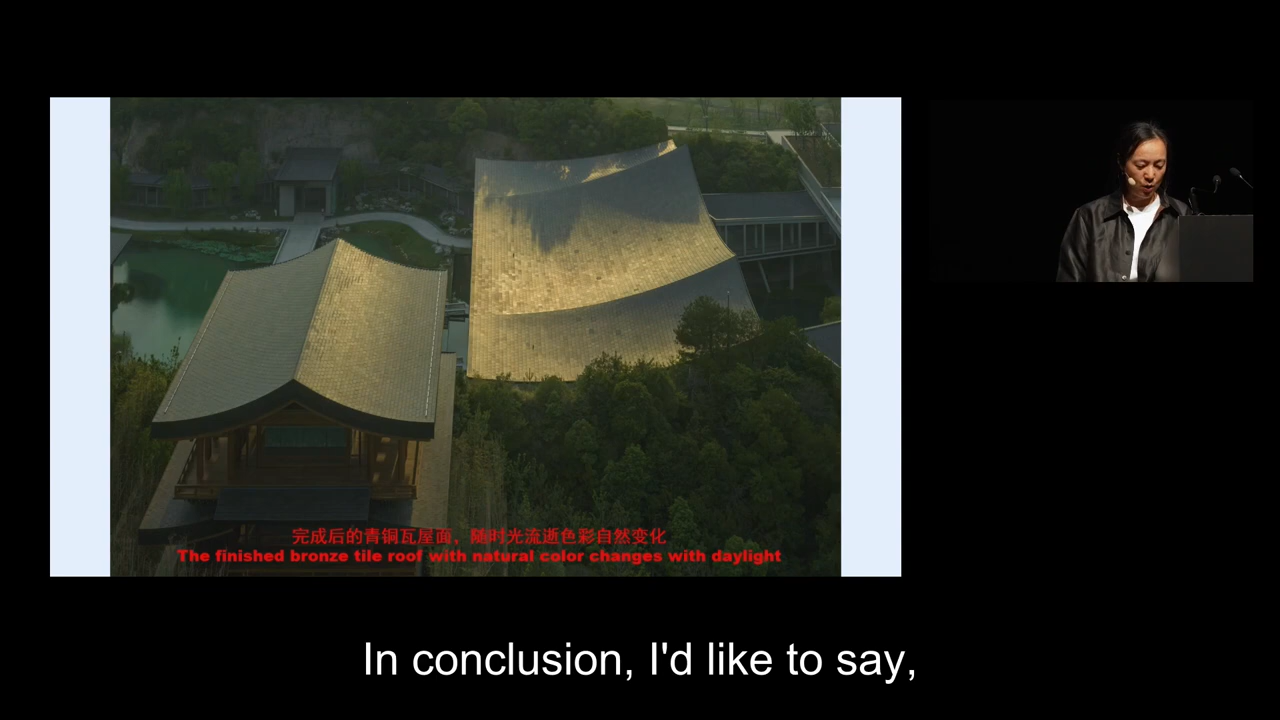 完成后的青铜瓦屋面，随时光流逝色彩自然变化
The finished bronze tile roof with natural color changes with daylight
In conclusion, I'd like to say,